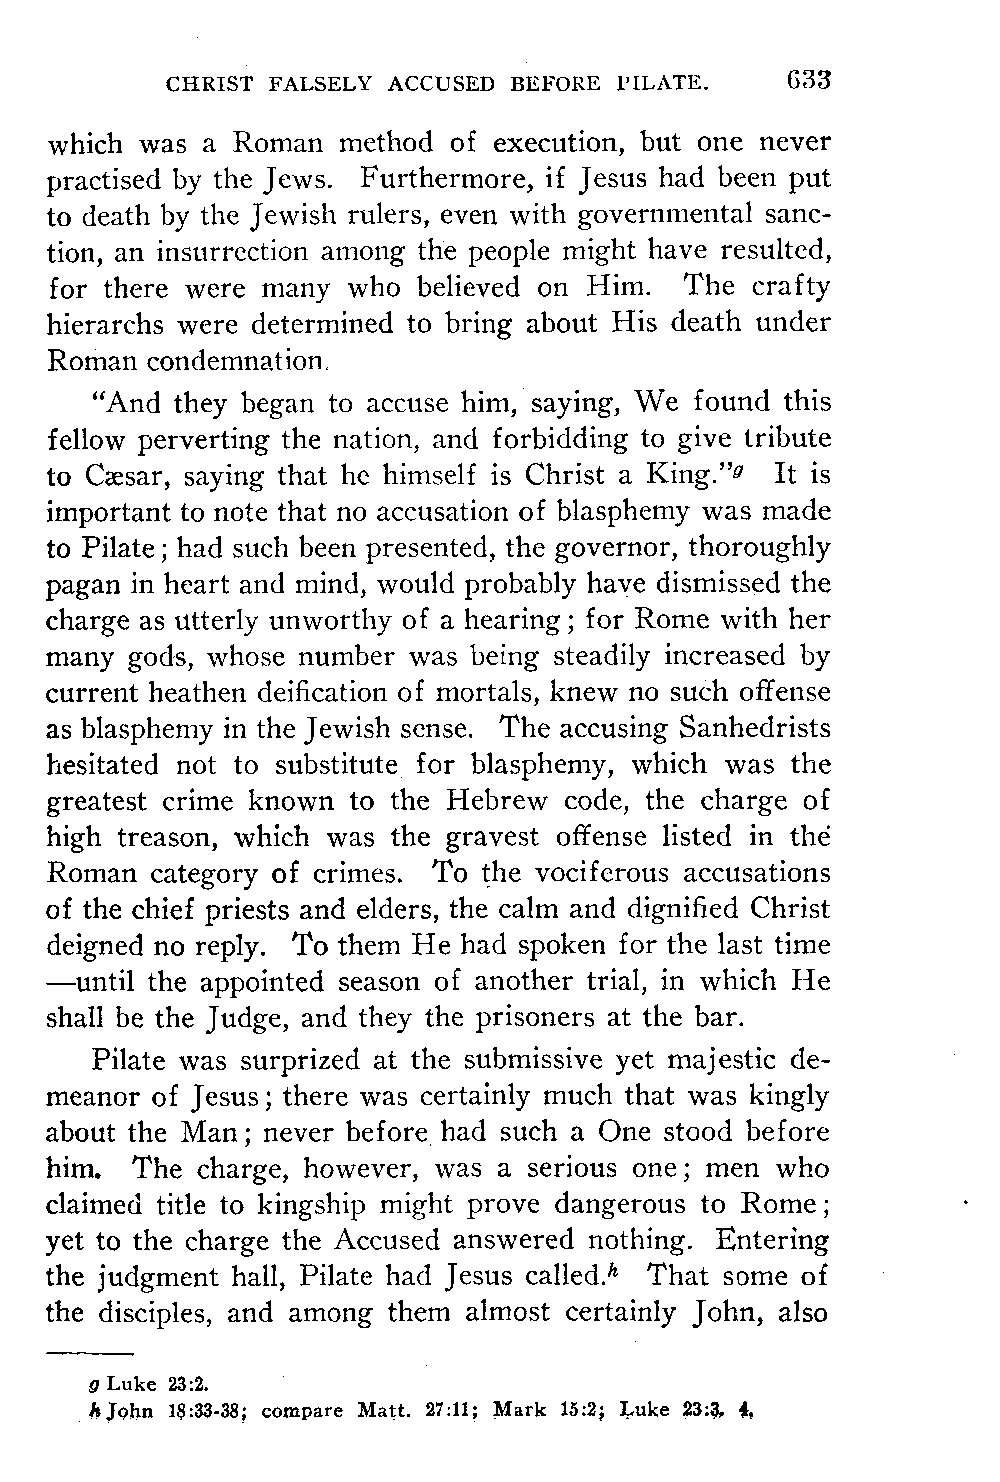 CHRIST FALSELY ACCUSED BEFORE PILATE. 633
which was a Roman method of execution, but one never
practised by the Jews. Furthermore, if Jesus had been put
to death by the Jewish rulers, even with governmental sanc-
tion, an insurrection among the people might have resulted,
for there were many who believed on Him. The crafty
hierarchs were determined to bring about His death under
Roman condemnation.
“And they began to accuse him, saying, We found this
fellow perverting the nation, and forbidding to give tribute
to Cæsar, saying that he himself is Christ a King.”g It is
important to note that no accusation of blasphemy was made
to Pilate; had such been presented, the governor, thoroughly
pagan in heart and mind, would probably have dismissed the
charge as utterly unworthy of a hearing; for Rome with her
many gods, whose number was being steadily increased by
current heathen deification of mortals, knew no such offense
as blasphemy in the Jewish sense. The accusing Sanhedrists
hesitated not to substitute for blasphemy, which was the
greatest crime known to the Hebrew code, the charge of
high treason, which was the gravest offense listed in the
Roman category of crimes. To the vociferous accusations
of the chief priests and elders, the calm and dignified Christ
deigned no reply. To them He had spoken for the last time
—until the appointed season of another trial, in which He
shall be the Judge, and they the prisoners at the bar.
Pilate was surprized at the submissive yet majestic de-
meanor of Jesus; there was certainly much that was kingly
about the Man; never before had such a One stood before
him. The charge, however, was a serious one; men who
claimed title to kingship might prove dangerous to Rome;
yet to the charge the Accused answered nothing. Entering
the judgment hall, Pilate had Jesus called.h That some of
the disciples, and among them almost certainly John, also
g Luke 23:2.
h John 18:33-38; compare Matt. 27:11; Mark 15:2; Luke 23:3, 4.